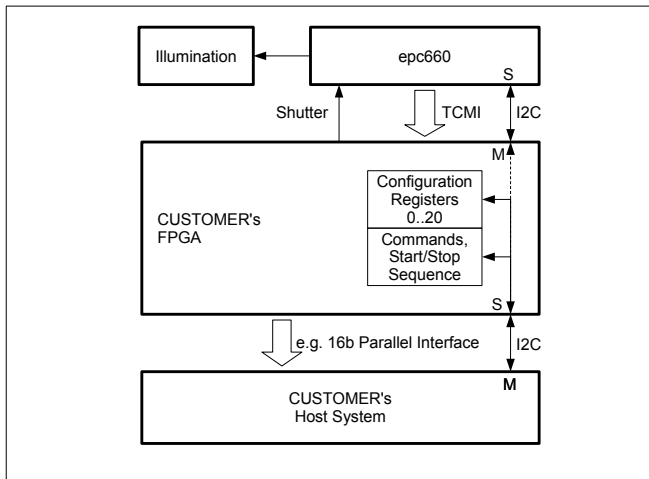 Illumination
epc660
S
Shutter
TCMI
I2C
M
Configuration
Registers
0..20
CUSTOMER's
FPGA
Commands,
Start/Stop
Sequence
S
e.g. 16b Parallel Interface
I2C
M
CUSTOMER's
Host System